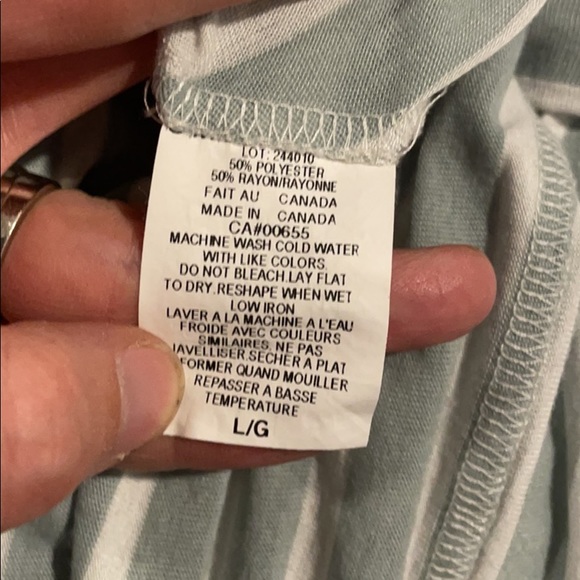 LOT: 244010
50% POLYESTER
50% RAYON/RAYONNE
FAIT AU CANADA
MADE IN CANADA
CA#00655
MACHINE WASH COLD WATER
WITH LIKE COLORS.
DO NOT BLEACH.LAY FLAT
TO DRY.RESHAPE WHEN WET
LOW IRON
LAVER A LA MACHINE A L'EAU
FROIDE AVEC COULEURS
SIMILAIRES. NE PAS
JAVELLISER SECHER A PLAT
FORMER QUAND MOUILLER
REPASSER A BASSE
TEMPERATURE
L/G